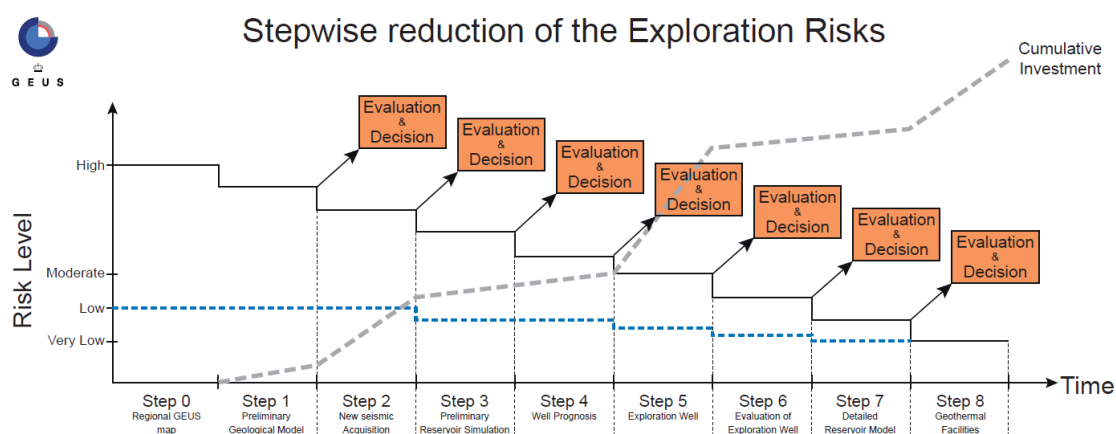 Stepwise reduction of the Exploration Risks
G E U S
Cumulative
Investment
Evaluation
&
Decision
Evaluation
&
Decision
Evaluation
&
Decision
Evaluation
&
Decision
Evaluation
&
Decision
Evaluation
&
Decision
Evaluation
&
Decision
Risk Level
High
Moderate
Low
Very Low
Time
Step 0
Regional GEUS
map
Step 1
Preliminary
Geological Model
Step 2
New seismic
Acquisition
Step 3
Preliminary
Reservoir Simulation
Step 4
Well Prognosis
Step 5
Exploration Well
Step 6
Evaluation of
Exploration Well
Step 7
Detailed
Reservoir Model
Step 8
Geothermal
Facilities